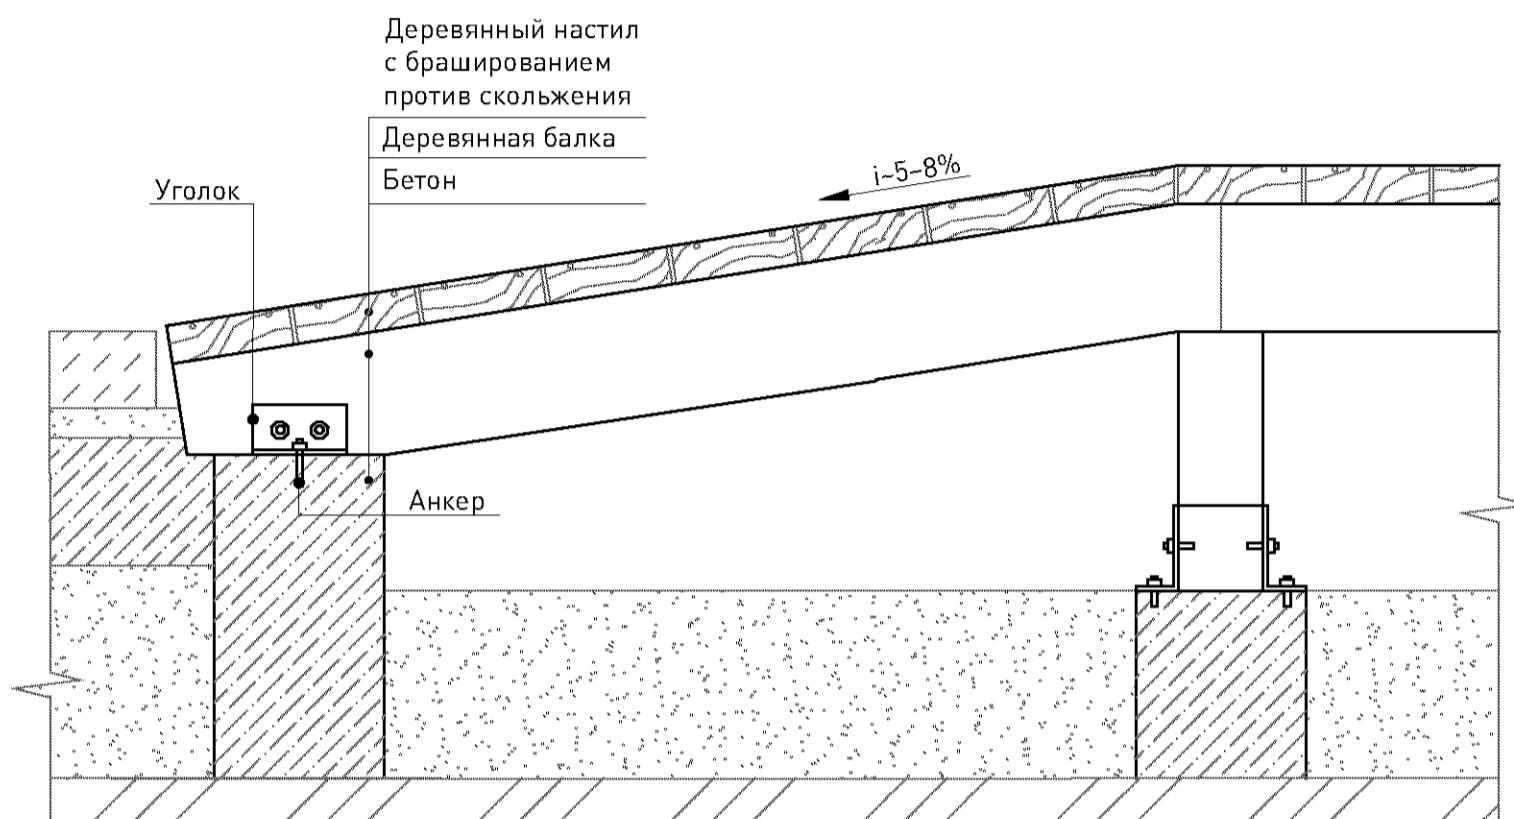 Деревянный настил
с брашированием
против скольжения
Деревянная балка
Бетон
Уголок
i~5-8%
Анкер